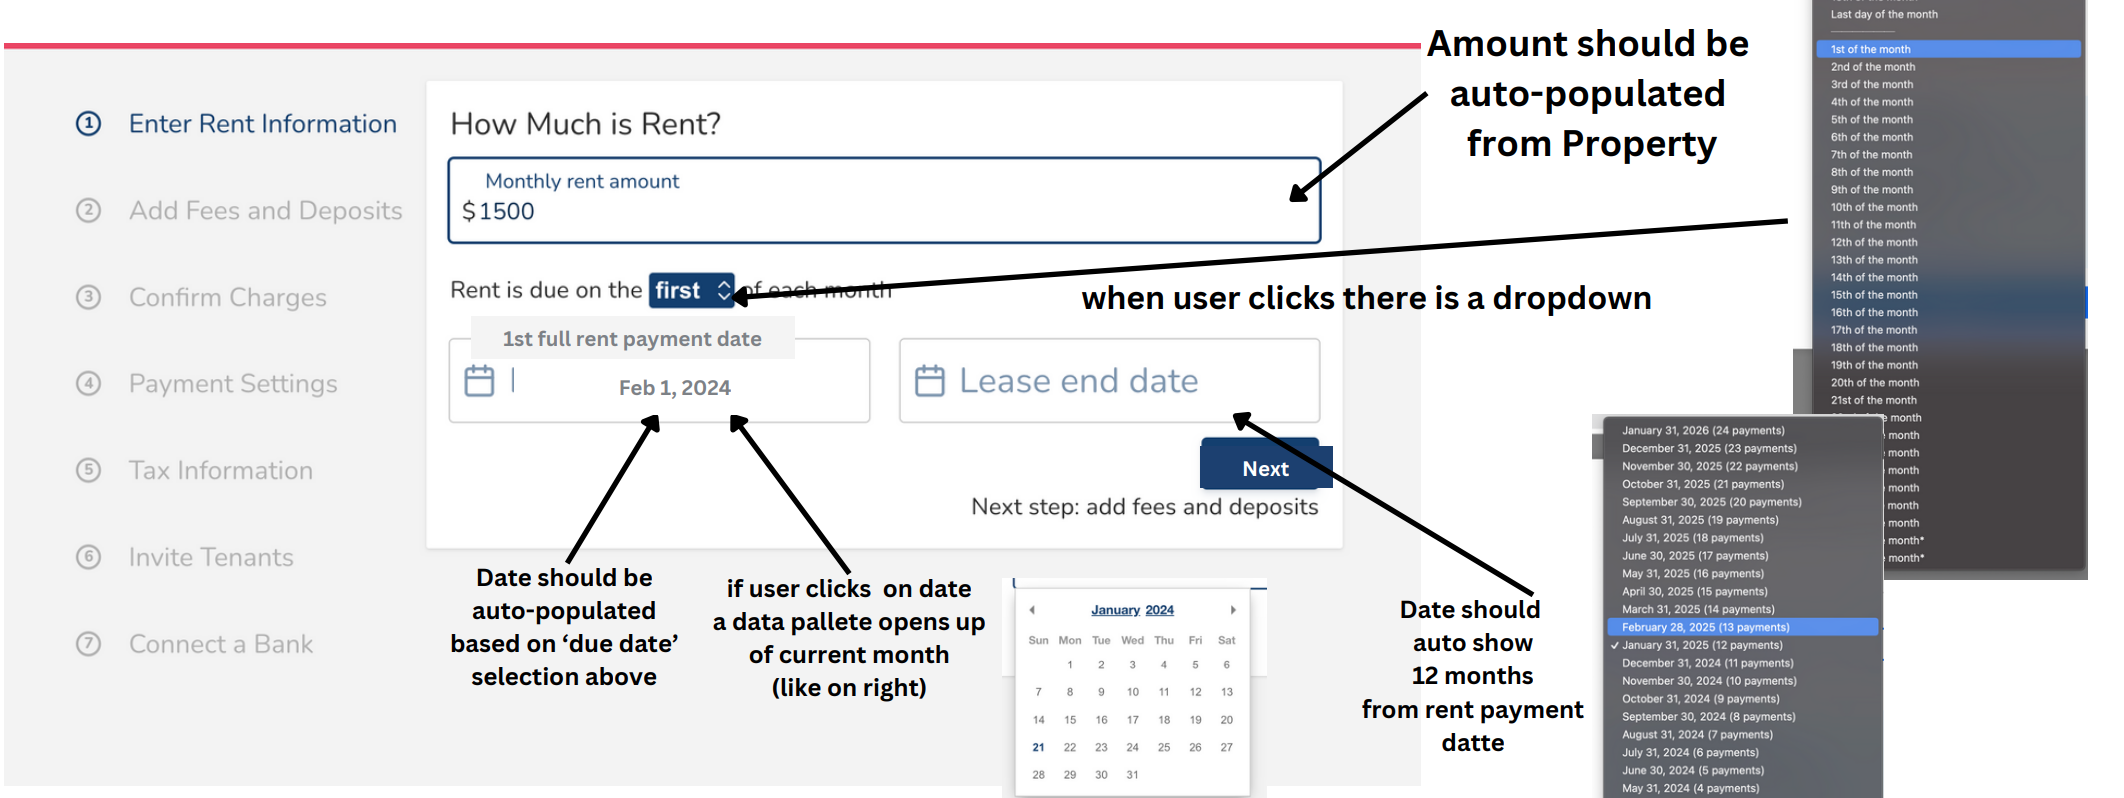 1 Enter Rent Information
2 Add Fees and Deposits
3 Confirm Charges
4 Payment Settings
5 Tax Information
6 Invite Tenants
7 Connect a Bank
How Much is Rent?
Monthly rent amount
$ 1500
Rent is due on the first of each month
1st full rent payment date
Feb 1, 2024
Lease end date
Next
Next step: add fees and deposits
Amount should be
auto-populated
from Property
when user clicks there is a dropdown
Date should be
auto-populated
based on ‘due date’
selection above
if user clicks on date
a data pallete opens up
of current month
(like on right)
January 2024
Sun Mon Tue Wed Thu Fri Sat
1 2 3 4 5 6
7 8 9 10 11 12 13
14 15 16 17 18 19 20
21 22 23 24 25 26 27
28 29 30 31
Date should
auto show
12 months
from rent payment
datte
Last day of the month
1st of the month
2nd of the month
3rd of the month
4th of the month
5th of the month
6th of the month
7th of the month
8th of the month
9th of the month
10th of the month
11th of the month
12th of the month
13th of the month
14th of the month
15th of the month
16th of the month
17th of the month
18th of the month
19th of the month
20th of the month
21st of the month
month
month
month
month
month
month
month
month*
month*
January 31, 2026 (24 payments)
December 31, 2025 (23 payments)
November 30, 2025 (22 payments)
October 31, 2025 (21 payments)
September 30, 2025 (20 payments)
August 31, 2025 (19 payments)
July 31, 2025 (18 payments)
June 30, 2025 (17 payments)
May 31, 2025 (16 payments)
April 30, 2025 (15 payments)
March 31, 2025 (14 payments)
February 28, 2025 (13 payments)
✓ January 31, 2025 (12 payments)
December 31, 2024 (11 payments)
November 30, 2024 (10 payments)
October 31, 2024 (9 payments)
September 30, 2024 (8 payments)
August 31, 2024 (7 payments)
July 31, 2024 (6 payments)
June 30, 2024 (5 payments)
May 31, 2024 (4 payments)